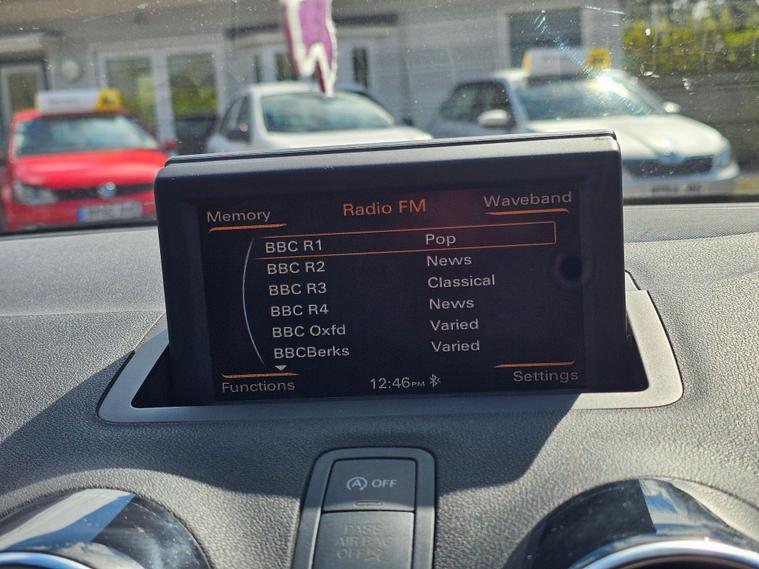 Memory Radio FM Waveband
BBC R1 Pop
BBC R2 News
BBC R3 Classical
BBC R4 News
BBC Oxfd Varied
BBCBerks Varied
Functions 12:46PM Settings
A OFF
PASS
AIR BAG
OFF